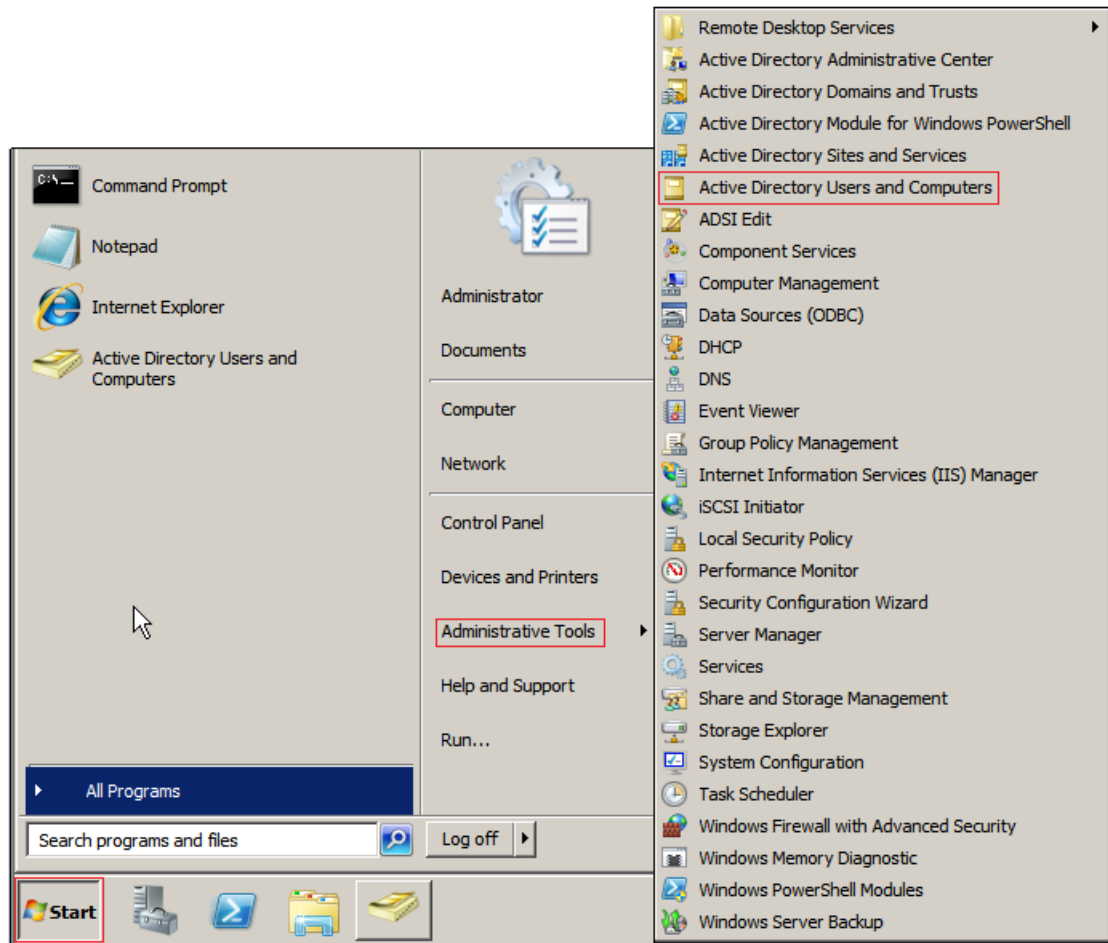 Command Prompt
Notepad
Internet Explorer
Active Directory Users and
Computers
All Programs
Search programs and files
Administrator
Documents
Computer
Network
Control Panel
Devices and Printers
Administrative Tools
Help and Support
Run...
Log off
Start
Remote Desktop Services
Active Directory Administrative Center
Active Directory Domains and Trusts
Active Directory Module for Windows PowerShell
Active Directory Sites and Services
Active Directory Users and Computers
ADSI Edit
Component Services
Computer Management
Data Sources (ODBC)
DHCP
DNS
Event Viewer
Group Policy Management
Internet Information Services (IIS) Manager
iSCSI Initiator
Local Security Policy
Performance Monitor
Security Configuration Wizard
Server Manager
Services
Share and Storage Management
Storage Explorer
System Configuration
Task Scheduler
Windows Firewall with Advanced Security
Windows Memory Diagnostic
Windows PowerShell Modules
Windows Server Backup